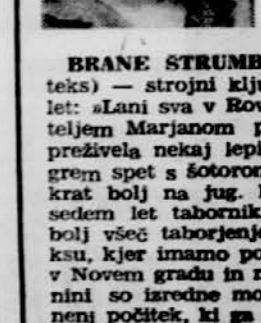 BRANE STRUMB
teks) — strojni klju
let: »Lani sva v Rov
teljem Marjanom p
preživela nekaj lepi
grem spet s šotorom
krat bolj na jug.
sedem let tabornik
bolj všeč taborjenje
ksu, kjer imamo po
v Novem gradu in n
nini so izredne mo
neni počitek, ki ga